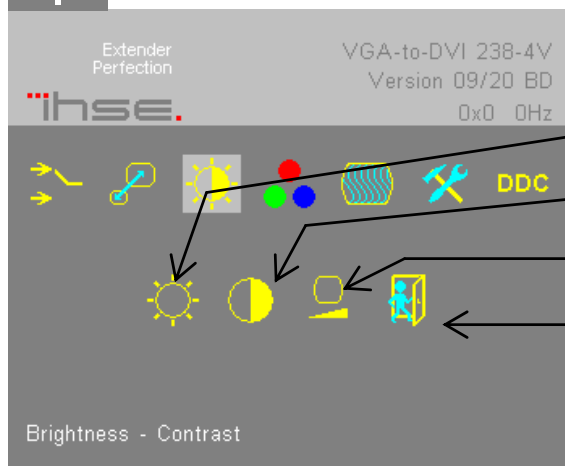 Extender
Perfection
ihse.
VGA-to-DVI 238-4V
Version 09/20 BD
0x0 0Hz
DDC
Brightness - Contrast